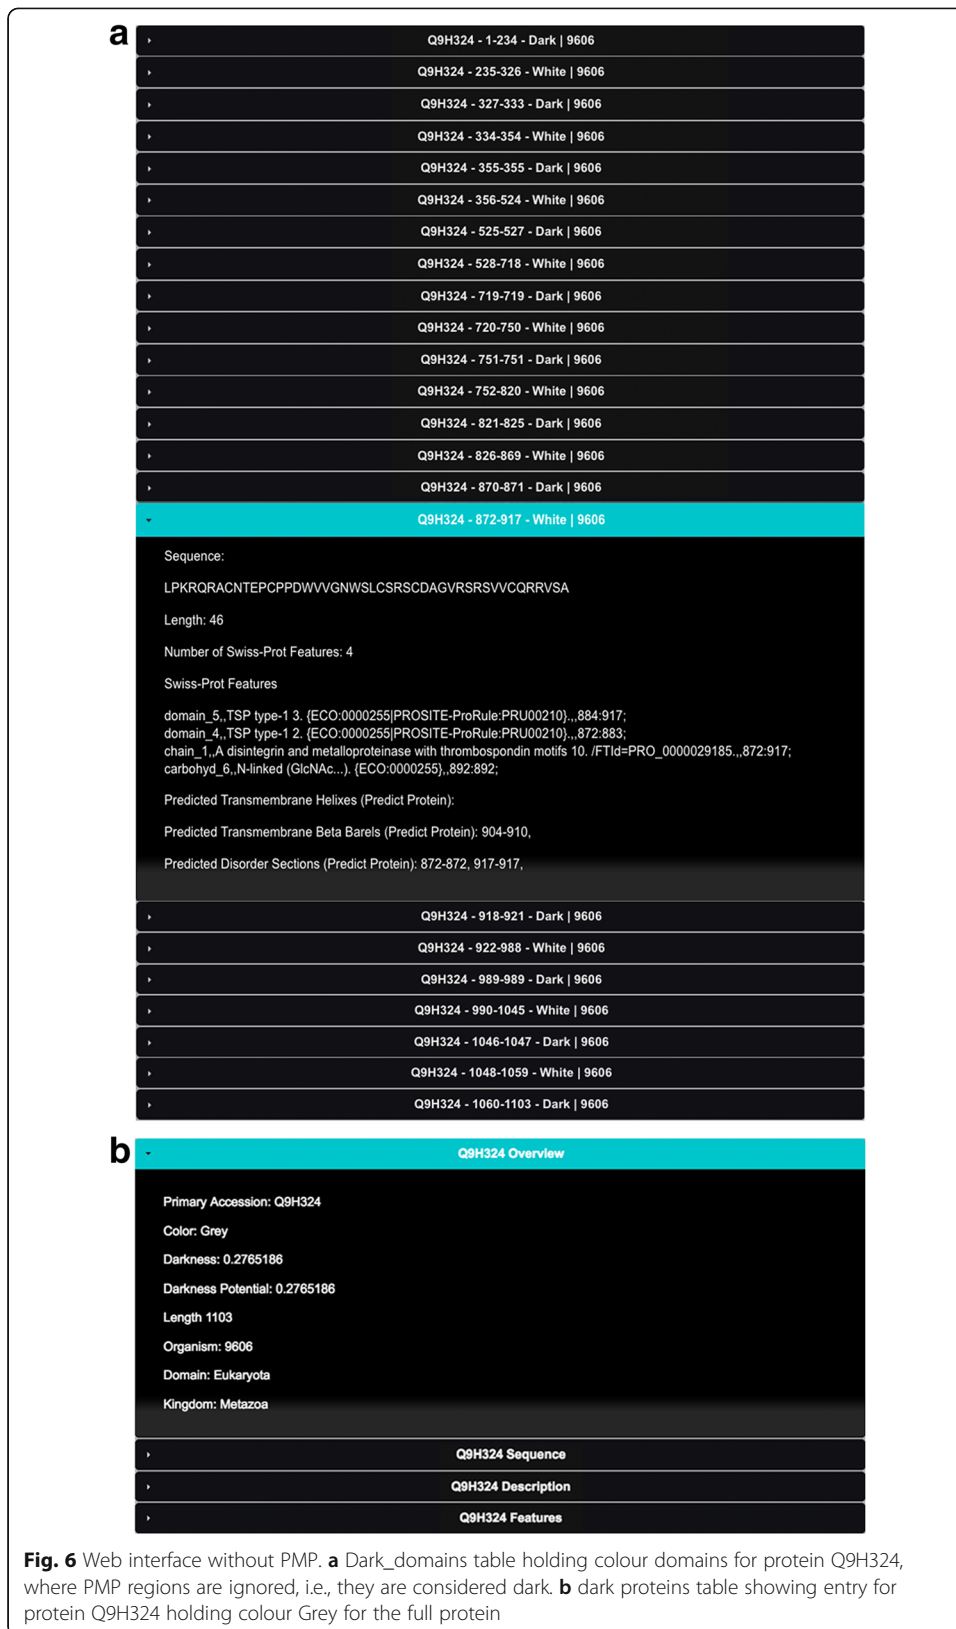 a
Q9H324 - 1-234 - Dark | 9606
Q9H324 - 235-326 - White | 9606
Q9H324 - 327-333 - Dark | 9606
Q9H324 - 334-354 - White | 9606
Q9H324 - 355-355 - Dark | 9606
Q9H324 - 356-524 - White | 9606
Q9H324 - 525-527 - Dark | 9606
Q9H324 - 528-718 - White | 9606
Q9H324 - 719-719 - Dark | 9606
Q9H324 - 720-750 - White | 9606
Q9H324 - 751-751 - Dark | 9606
Q9H324 - 752-820 - White | 9606
Q9H324 - 821-825 - Dark | 9606
Q9H324 - 826-869 - White | 9606
Q9H324 - 870-871 - Dark | 9606
Q9H324 - 872-917 - White | 9606
Sequence:
LPKRQRACNTEPCPPDWVVGNWSLCSRSCDAGVRSRSVVCQRRVSA
Length: 46
Number of Swiss-Prot Features: 4
Swiss-Prot Features
domain_5,,TSP type-1 3. {ECO:0000255|PROSITE-ProRule:PRU00210}.,,884:917;
domain_4,,TSP type-1 2. {ECO:0000255|PROSITE-ProRule:PRU00210}.,,872:883;
chain_1,,A disintegrin and metalloproteinase with thrombospondin motifs 10. /FTId=PRO_0000029185.,,872:917;
carbohyd_6,,N-linked (GlcNAc...). {ECO:0000255},,892:892;
Predicted Transmembrane Helixes (Predict Protein):
Predicted Transmembrane Beta Barels (Predict Protein): 904-910,
Predicted Disorder Sections (Predict Protein): 872-872, 917-917,
Q9H324 - 918-921 - Dark | 9606
Q9H324 - 922-988 - White | 9606
Q9H324 - 989-989 - Dark | 9606
Q9H324 - 990-1045 - White | 9606
Q9H324 - 1046-1047 - Dark | 9606
Q9H324 - 1048-1059 - White | 9606
Q9H324 - 1060-1103 - Dark | 9606
b
Q9H324 Overview
Primary Accession: Q9H324
Color: Grey
Darkness: 0.2765186
Darkness Potential: 0.2765186
Length 1103
Organism: 9606
Domain: Eukaryota
Kingdom: Metazoa
Q9H324 Sequence
Q9H324 Description
Q9H324 Features
Fig. 6 Web interface without PMP. a Dark_domains table holding colour domains for protein Q9H324,
where PMP regions are ignored, i.e., they are considered dark. b dark proteins table showing entry for
protein Q9H324 holding colour Grey for the full protein